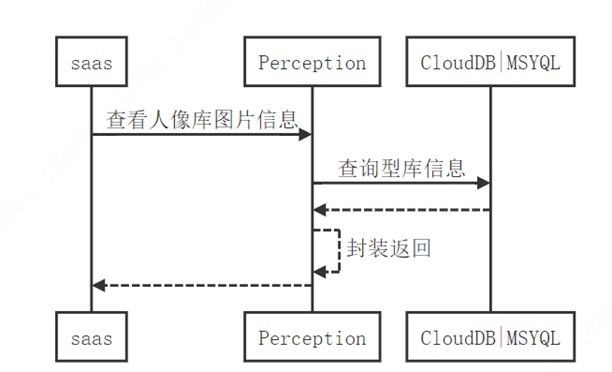 saas
Perception
CloudDB|MSYQL
查看人像库图片信息
查询型库信息
封装返回
saas
Perception
CloudDB|MSYQL